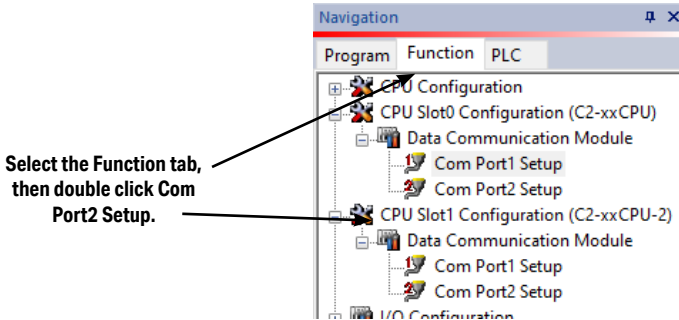 Navigation
Program Function PLC
CPU Configuration
CPU Slot0 Configuration (C2-xxCPU)
Data Communication Module
Com Port1 Setup
Com Port2 Setup
CPU Slot1 Configuration (C2-xxCPU-2)
Data Communication Module
Com Port1 Setup
Com Port2 Setup
I/O Configuration
Select the Function tab,
then double click Com
Port2 Setup.